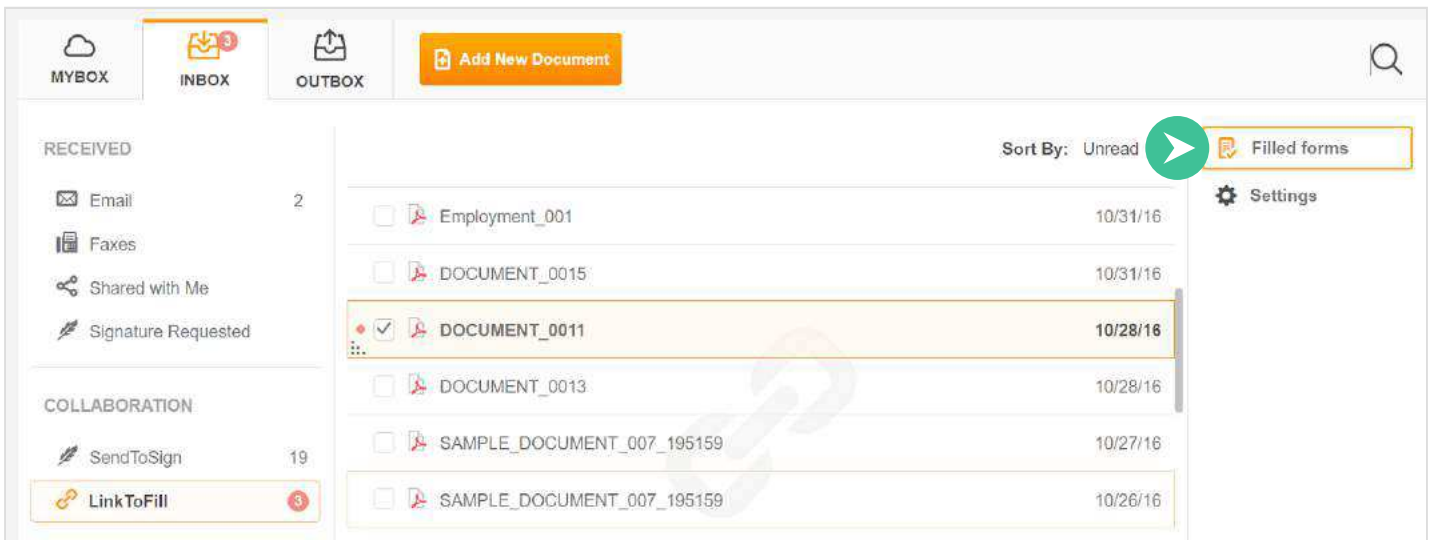 MYBOX
3
INBOX
OUTBOX
Add New Document
RECEIVED
Email 2
Faxes
Shared with Me
Signature Requested
COLLABORATION
SendToSign 19
LinkToFill 3
Sort By: Unread
Employment_001 10/31/16
DOCUMENT_0015 10/31/16
DOCUMENT_0011 10/28/16
DOCUMENT_0013 10/28/16
SAMPLE_DOCUMENT_007_195159 10/27/16
SAMPLE_DOCUMENT_007_195159 10/26/16
Filled forms
Settings